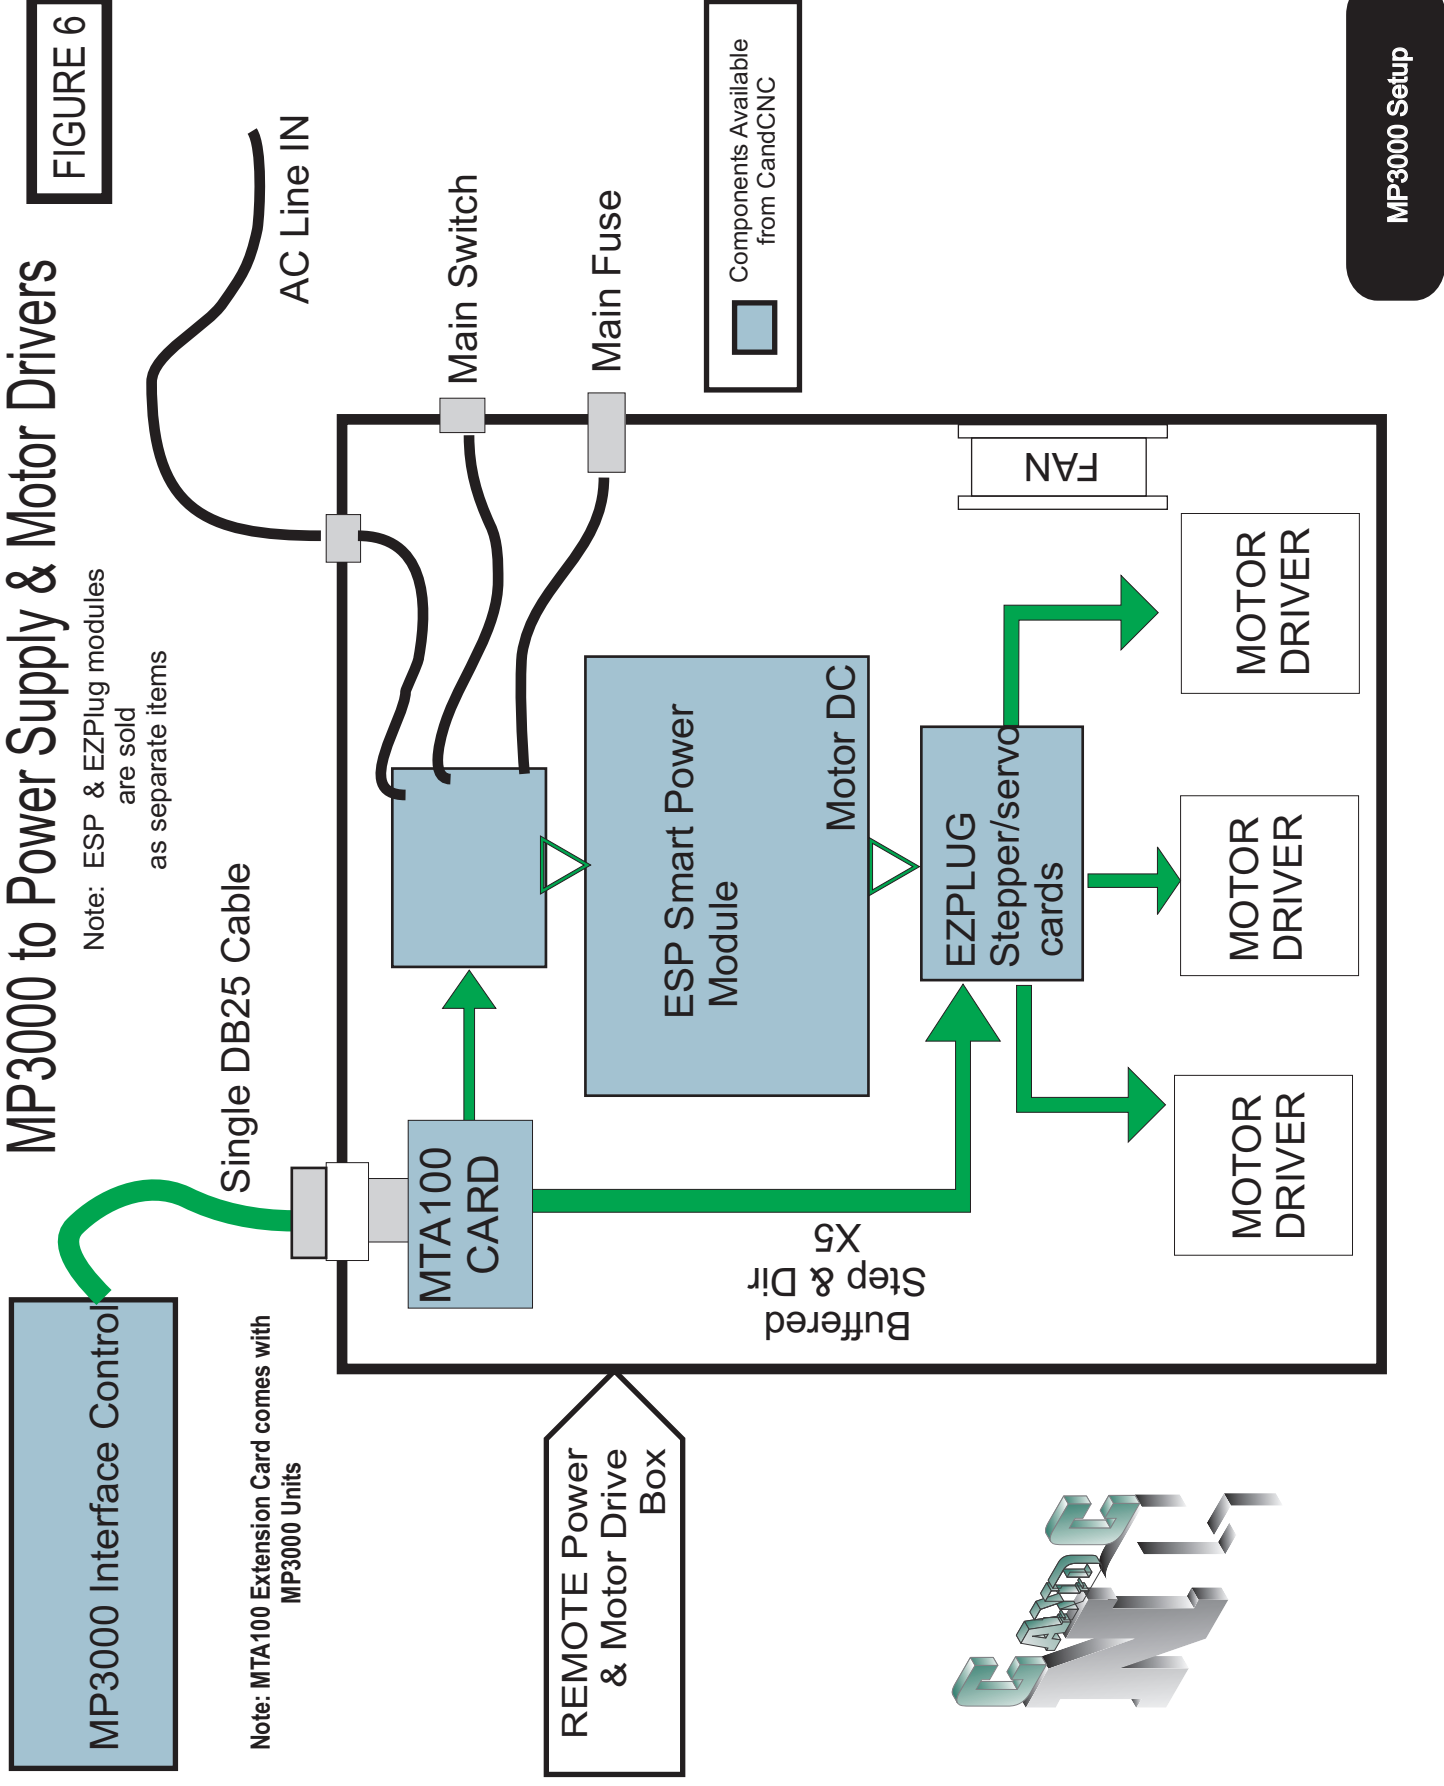 FIGURE 6
MP3000 to Power Supply & Motor Drivers
Note: ESP & EZPlug modules
are sold
as separate items
AC Line IN
Single DB25 Cable
MP3000 Interface Control
Note: MTA100 Extension Card comes with
MP3000 Units
Main Switch
Main Fuse
Components Available
from CandCNC
MTA100
CARD
ESP Smart Power
Module
Motor DC
Buffered
Step & Dir
X5
EZPLUG
Stepper/servo
cards
FAN
MOTOR
DRIVER
MOTOR
DRIVER
MOTOR
DRIVER
REMOTE Power
& Motor Drive
Box
C AND C
NC
MP3000 Setup